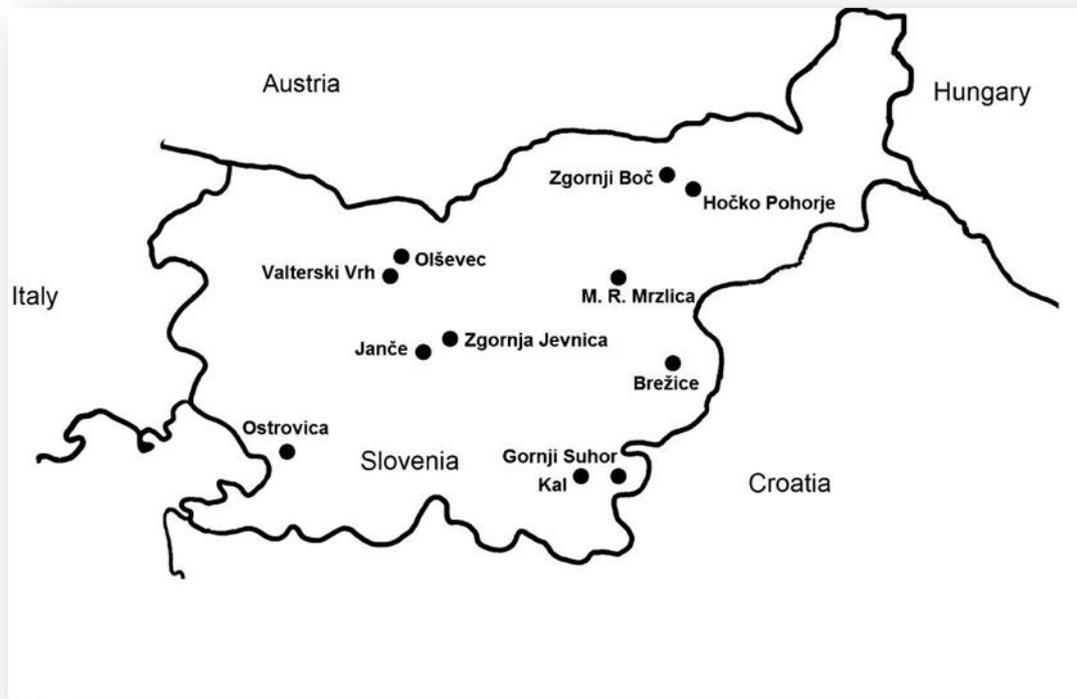 Austria
Hungary
Zgornji Boč
Hočko Pohorje
Olševec
Valterski Vrh
Italy
M. R. Mrzlica
Zgornja Jevnica
Janče
Brežice
Ostrovica
Slovenia
Gornji Suhor
Kal
Croatia